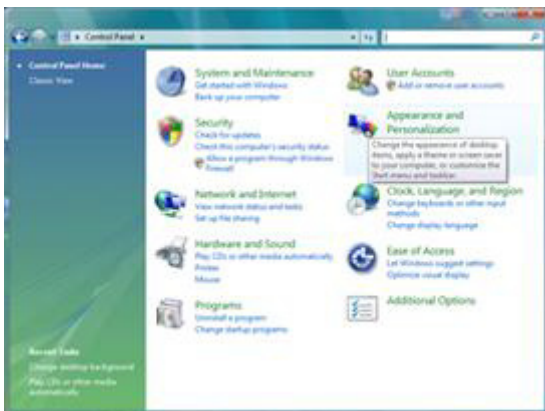 Control Panel
Control Panel Home
Classic View
System and Maintenance
Get started with Windows
Back up your computer
Security
Check for updates
Check this computer's security status
Allow a program through Windows
Firewall
Network and Internet
View network status and tasks
Set up file sharing
Hardware and Sound
Play CDs or other media automatically
Printer
Mouse
Programs
Uninstall a program
Change startup programs
User Accounts
Add or remove user accounts
Appearance and
Personalization
Change the appearance of desktop
items, apply a theme or screen saver
to your computer, or customize the
Start menu and taskbar.
Clock, Language, and Region
Change keyboards or other input
methods
Change display language
Ease of Access
Let Windows suggest settings
Optimize visual display
Additional Options
Recent Tasks
Change desktop background
Play CDs or other media
automatically